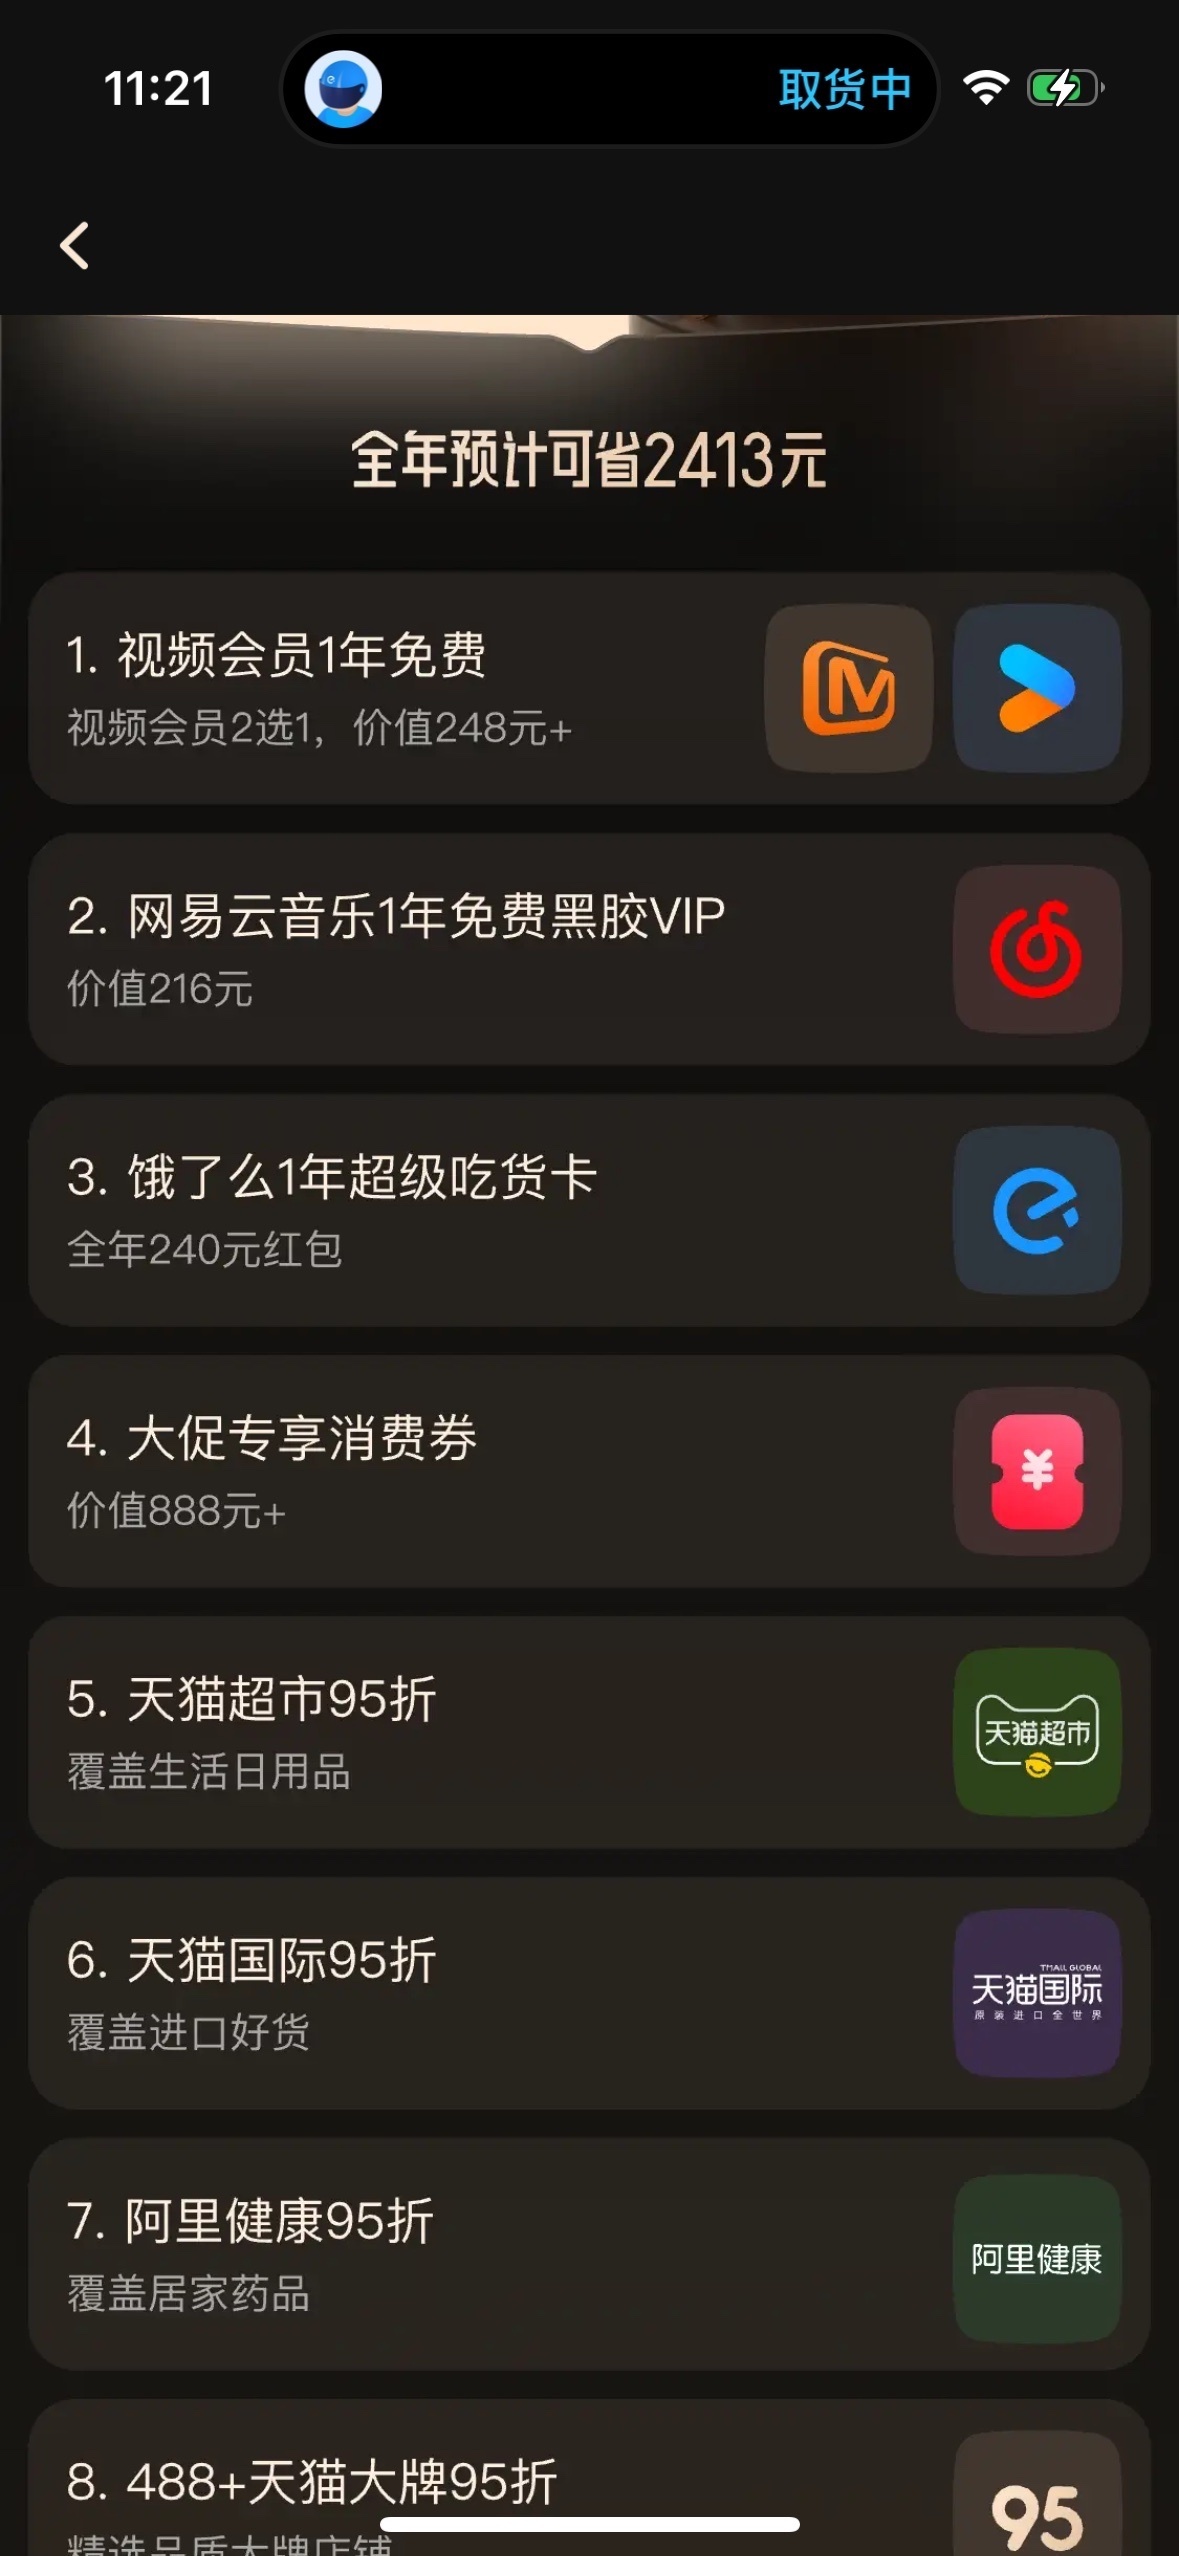 11:21
取货中
全年预计可省2413元
1. 视频会员1年免费
视频会员2选1，价值248元+
2. 网易云音乐1年免费黑胶VIP
价值216元
3. 饿了么1年超级吃货卡
全年240元红包
4. 大促专享消费券
价值888元+
¥
5. 天猫超市95折
覆盖生活日用品
天猫超市
6. 天猫国际95折
覆盖进口好货
TMALL GLOBAL
天猫国际
原装进口全世界
7. 阿里健康95折
覆盖居家药品
阿里健康
8. 488+天猫大牌95折
精选品质大牌店铺
95